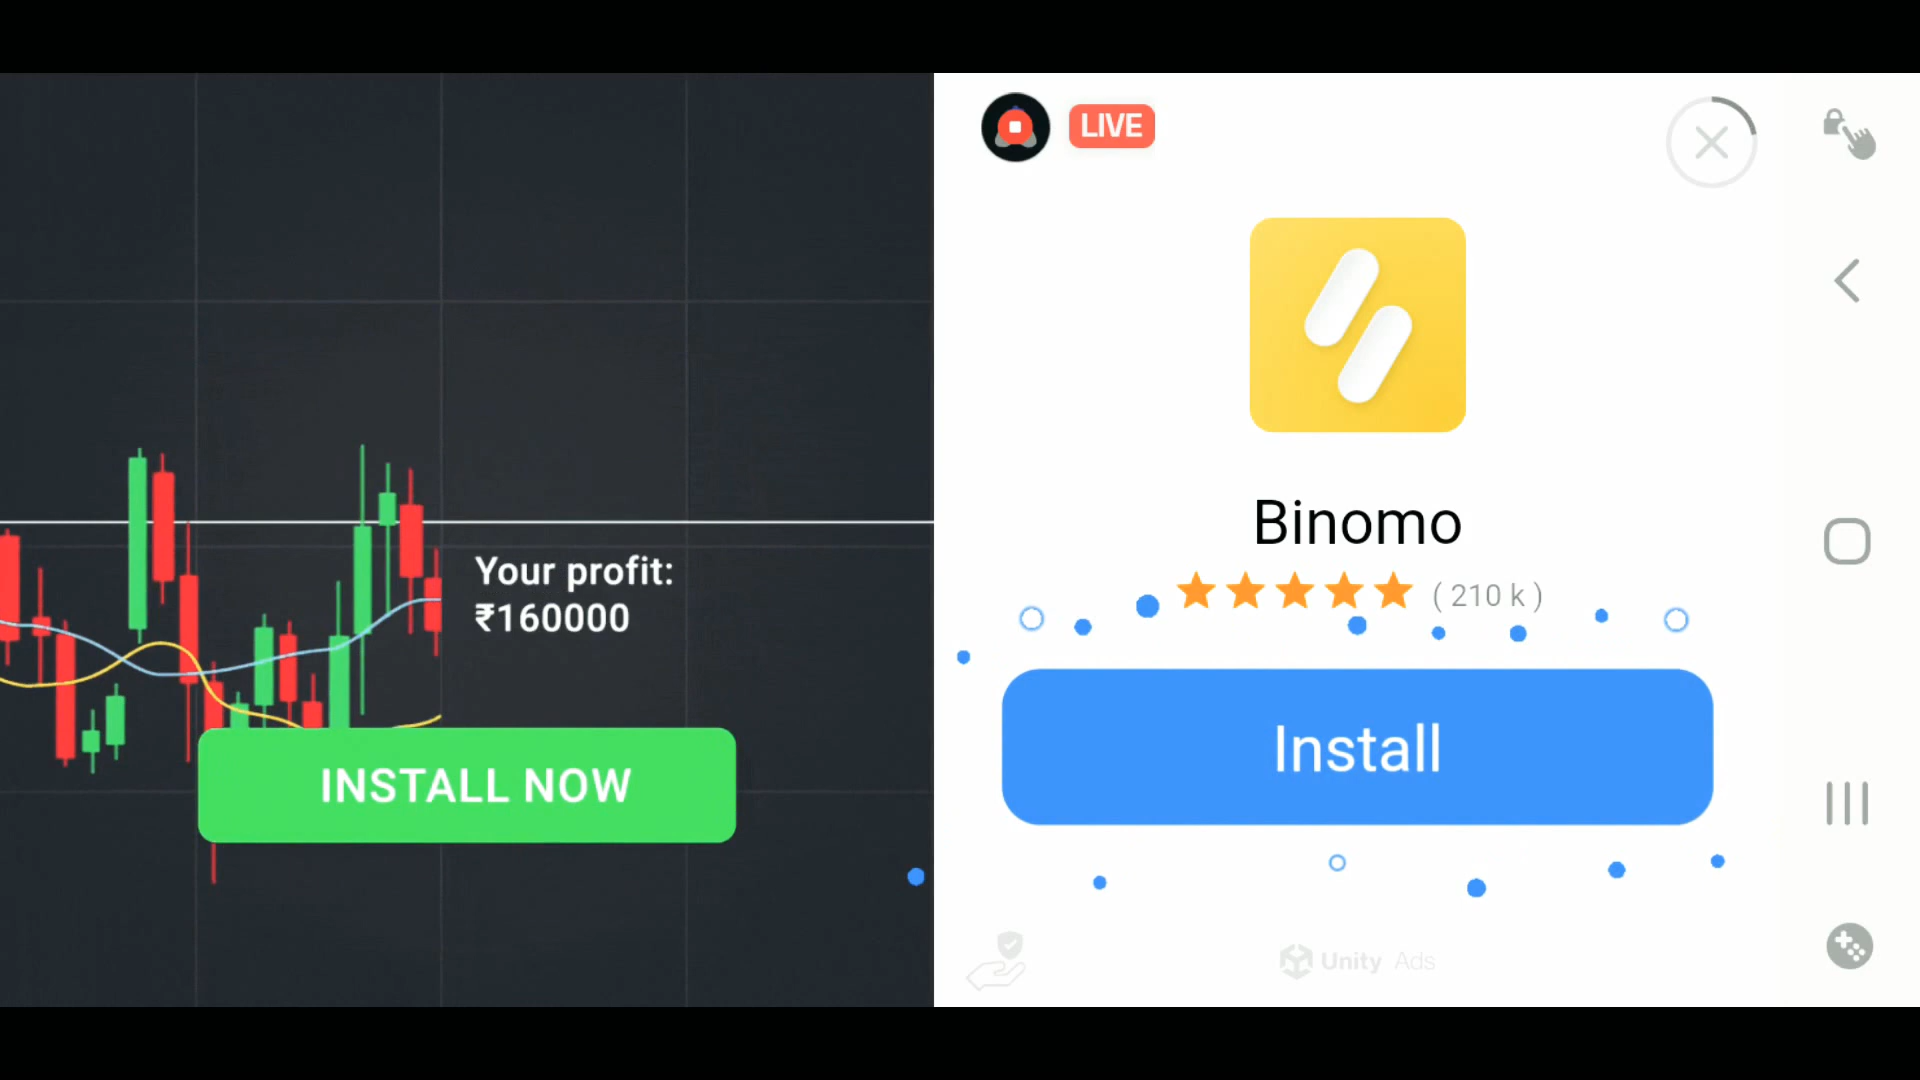 Your profit:
₹160000
INSTALL NOW
LIVE
Binomo
( 210 k )
Install
Unity Ads